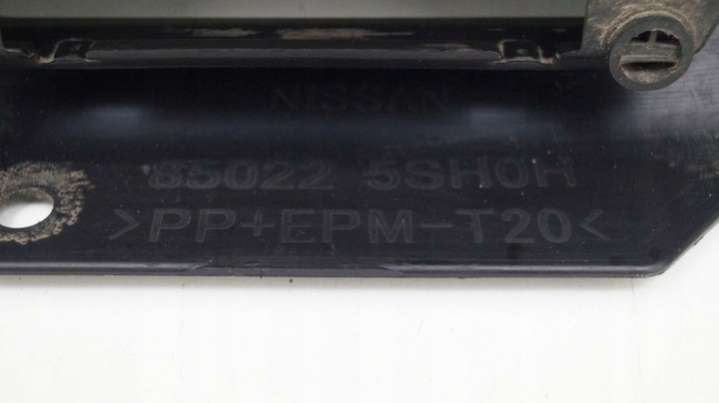 NISSAN
85022 5SH0H
>PP+EPM-T20<